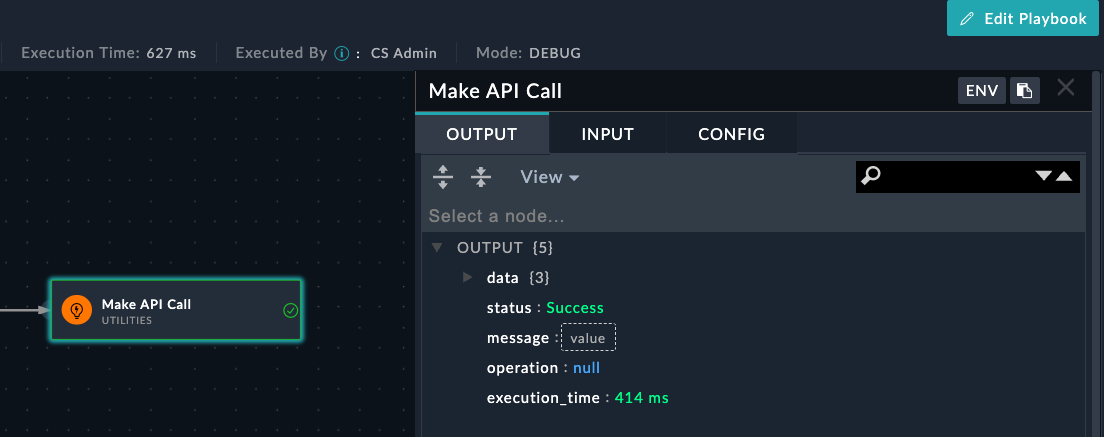 Edit Playbook
Execution Time: 627 ms Executed By : CS Admin Mode: DEBUG
Make API Call ENV
OUTPUT INPUT CONFIG
View
Select a node...
OUTPUT {5}
data {3}
status : Success
message : value
operation : null
execution_time : 414 ms
Make API Call
UTILITIES